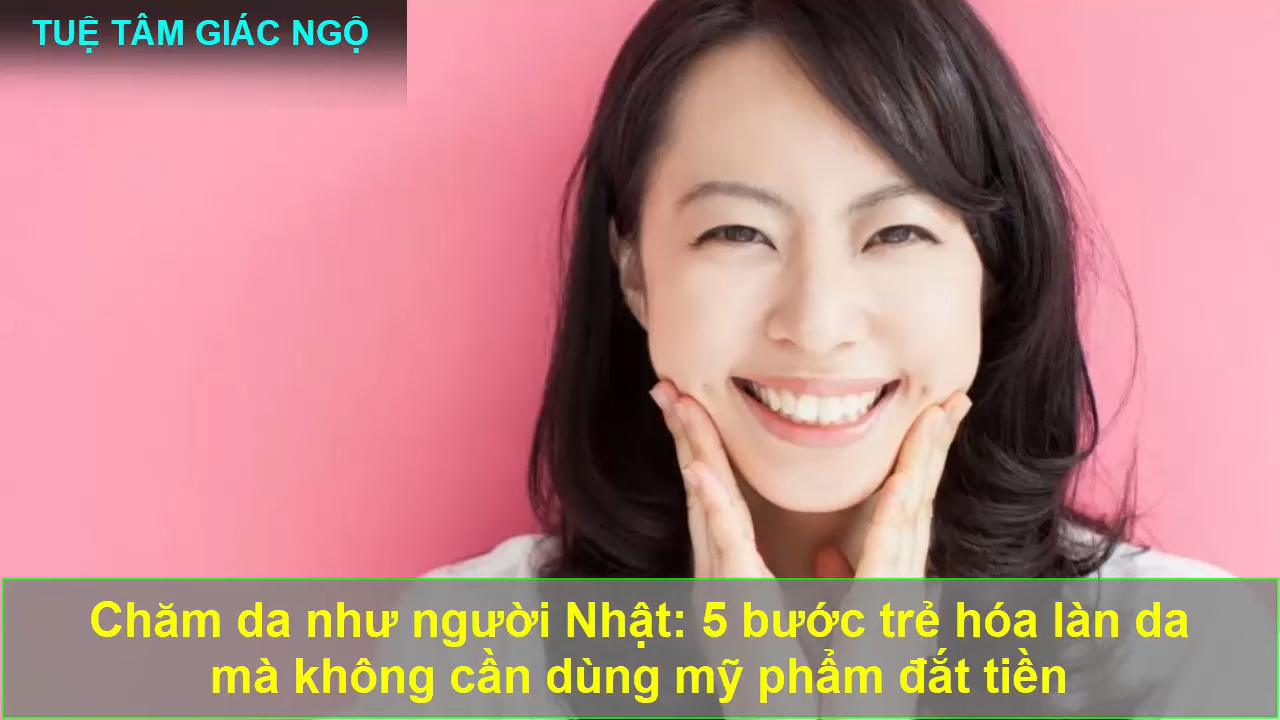 TUỆ TÂM GIÁC NGỘ
Chăm da như người Nhật: 5 bước trẻ hóa làn da
mà không cần dùng mỹ phẩm đắt tiền